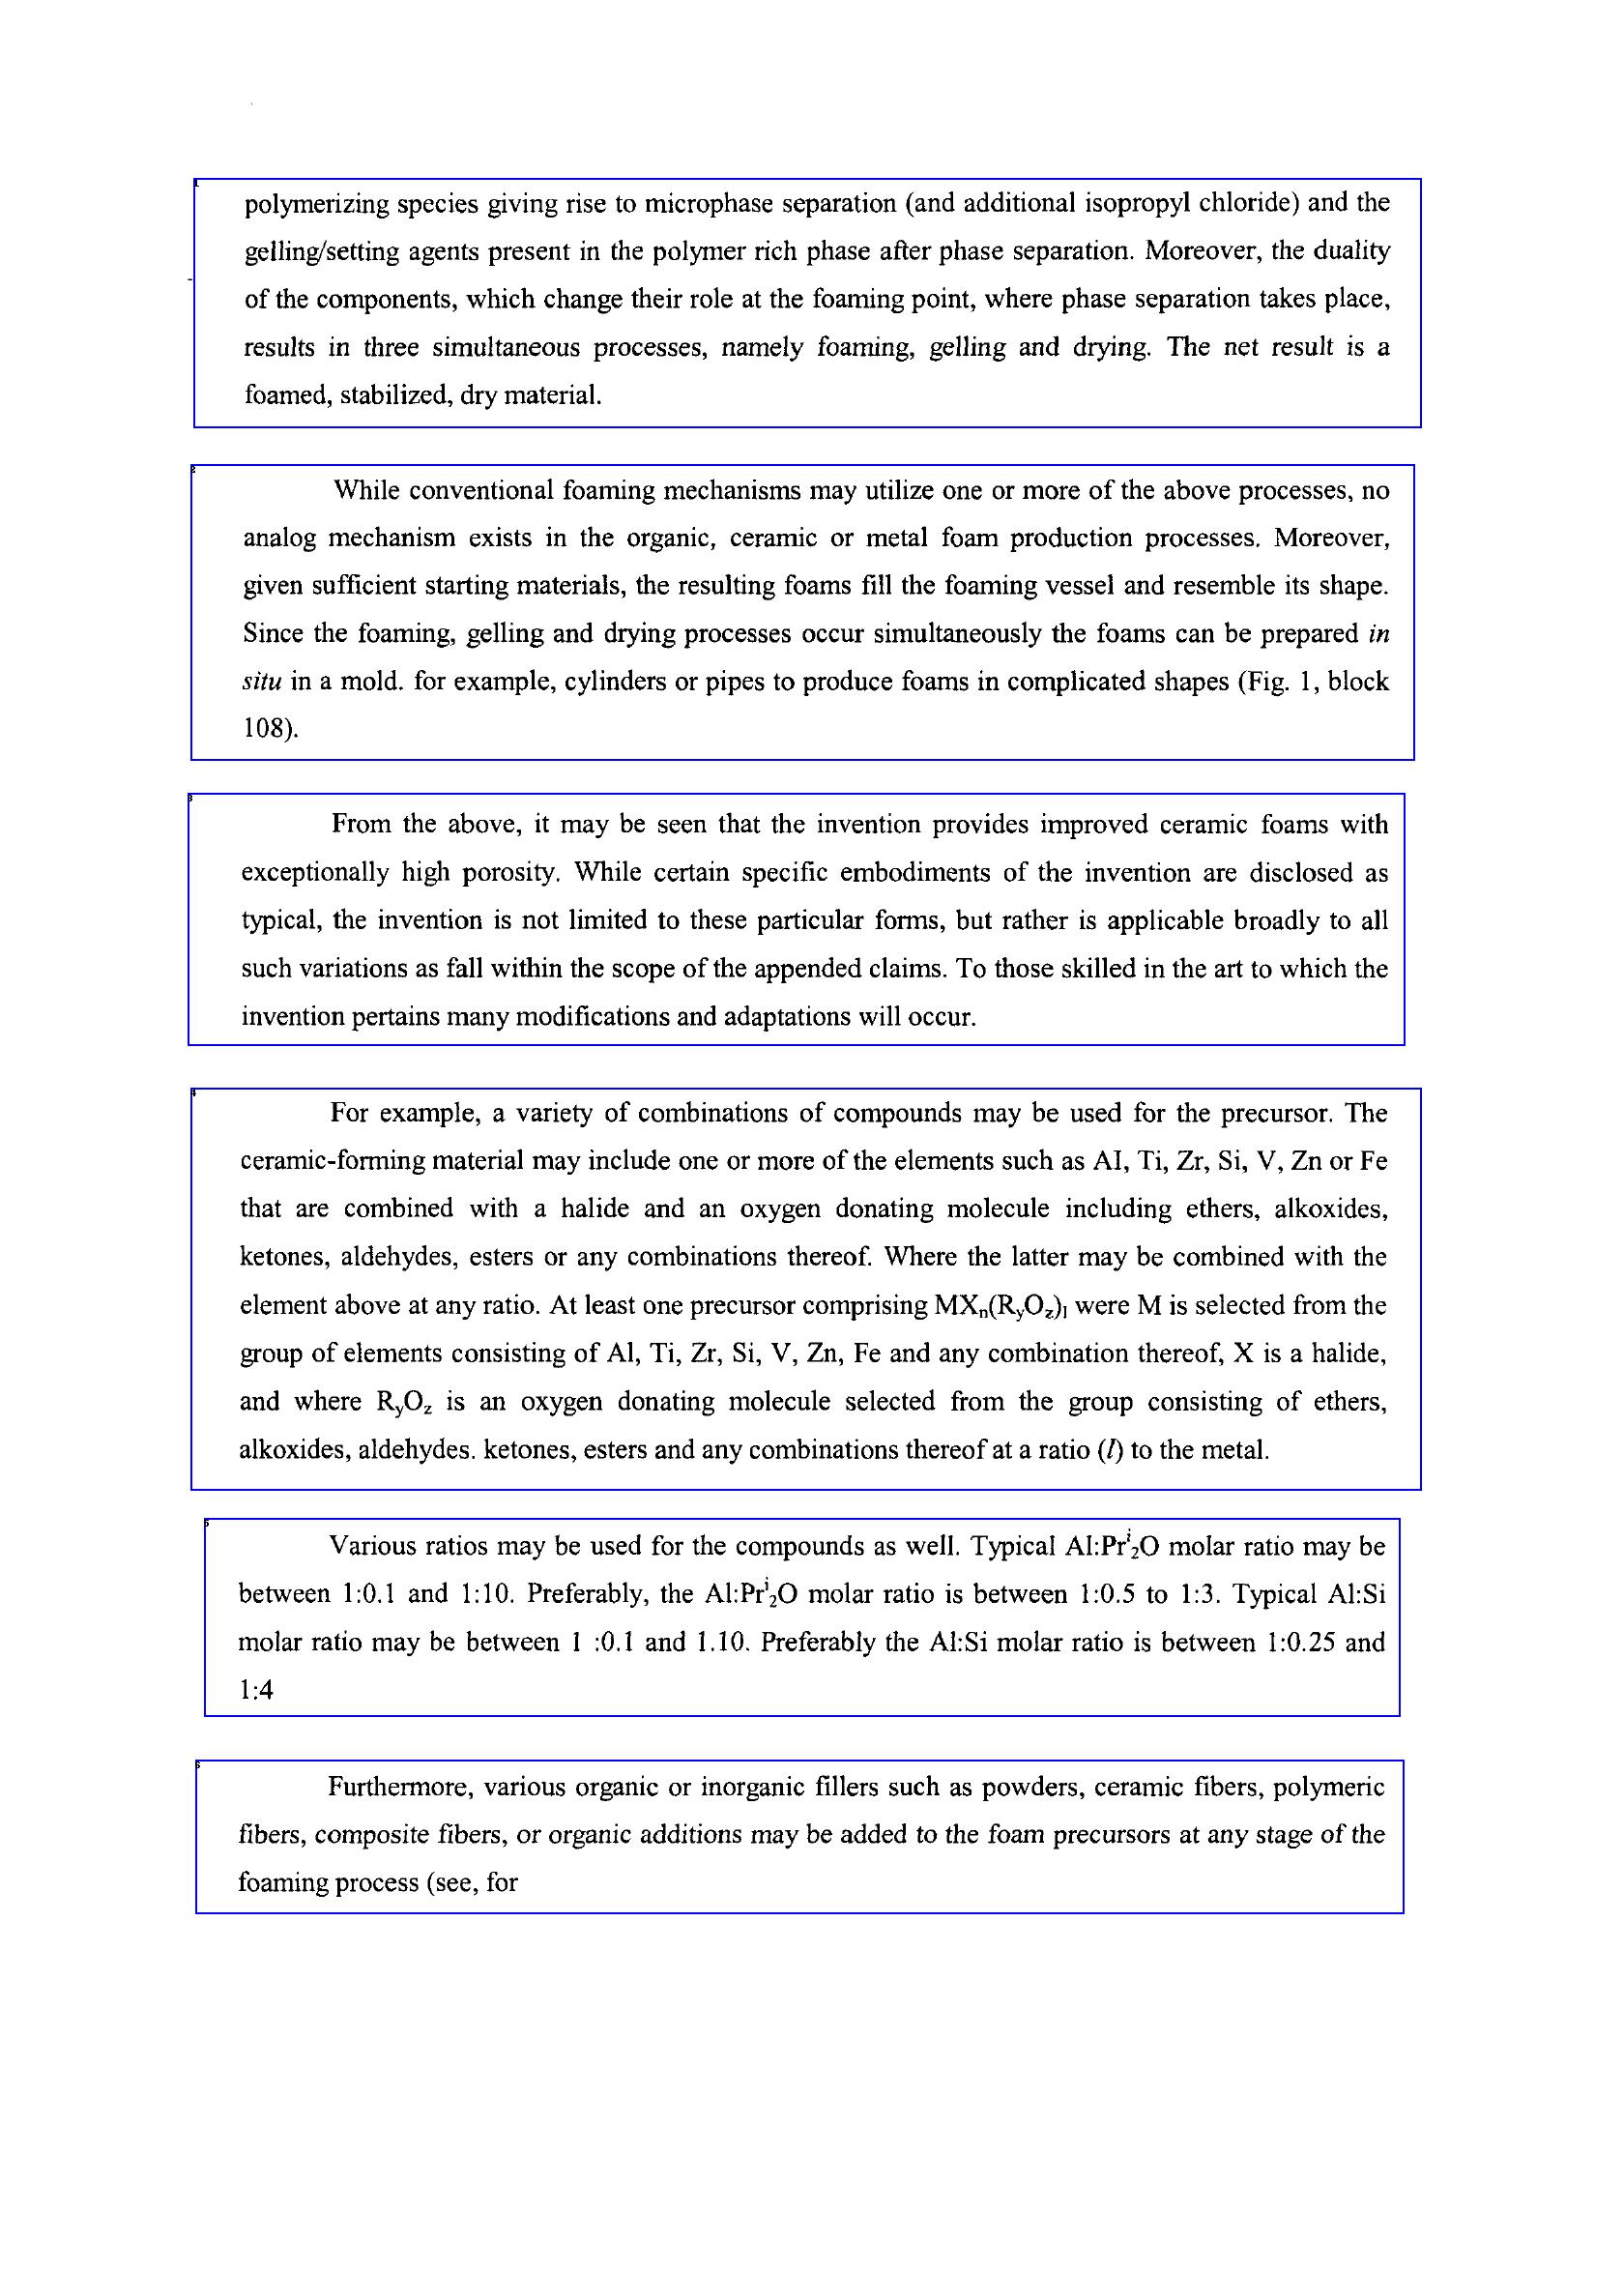 polymerizing species giving rise to microphase separation (and additional isopropyl chloride) and the
gelling/setting agents present in the polymer rich phase after phase separation. Moreover, the duality
of the components, which change their role at the foaming point, where phase separation takes place,
results in three simultaneous processes, namely foaming, gelling and drying. The net result is a
foamed, stabilized, dry material.
While conventional foaming mechanisms may utilize one or more of the above processes, no
analog mechanism exists in the organic, ceramic or metal foam production processes. Moreover,
given sufficient starting materials, the resulting foams fill the foaming vessel and resemble its shape.
Since the foaming, gelling and drying processes occur simultaneously the foams can be prepared in
situ in a mold. for example, cylinders or pipes to produce foams in complicated shapes (Fig. 1, block
108).
From the above, it may be seen that the invention provides improved ceramic foams with
exceptionally high porosity. While certain specific embodiments of the invention are disclosed as
typical, the invention is not limited to these particular forms, but rather is applicable broadly to all
such variations as fall within the scope of the appended claims. To those skilled in the art to which the
invention pertains many modifications and adaptations will occur.
For example, a variety of combinations of compounds may be used for the precursor. The
ceramic-forming material may include one or more of the elements such as AI, Ti, Zr, Si, V, Zn or Fe
that are combined with a halide and an oxygen donating molecule including ethers, alkoxides,
ketones, aldehydes, esters or any combinations thereof. Where the latter may be combined with the
element above at any ratio. At least one precursor comprising MXₙ(RyOz)ₗ were M is selected from the
group of elements consisting of Al, Ti, Zr, Si, V, Zn, Fe and any combination thereof, X is a halide,
and where RyOz is an oxygen donating molecule selected from the group consisting of ethers,
alkoxides, aldehydes. ketones, esters and any combinations thereof at a ratio (l) to the metal.
Various ratios may be used for the compounds as well. Typical Al:Prⁱ₂O molar ratio may be
between 1:0.1 and 1:10. Preferably, the Al:Prⁱ₂O molar ratio is between 1:0.5 to 1:3. Typical Al:Si
molar ratio may be between 1 :0.1 and 1.10. Preferably the Al:Si molar ratio is between 1:0.25 and
1:4
Furthermore, various organic or inorganic fillers such as powders, ceramic fibers, polymeric
fibers, composite fibers, or organic additions may be added to the foam precursors at any stage of the
foaming process (see, for